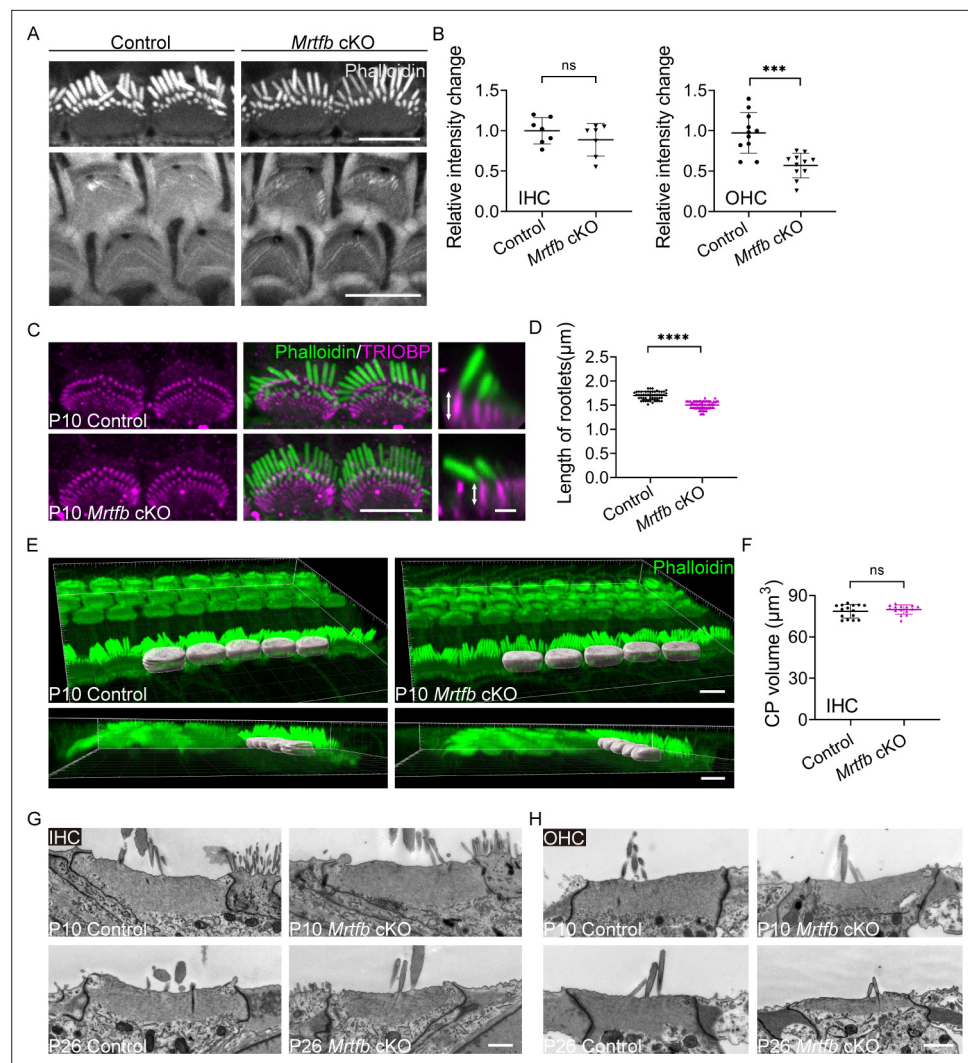 A
Control
Mrtfb cKO
Phalloidin
B
Relative intensity change
1.5
1.0
0.5
0.0
ns
IHC
Control
Mrtfb cKO
Relative intensity change
1.5
1.0
0.5
0.0
***
OHC
Control
Mrtfb cKO
C
Phalloidin/TRIOBP
P10 Control
P10 Mrtfb cKO
D
Length of rootlets(μm)
2.5
2.0
1.5
1.0
0.5
0.0
****
Control
Mrtfb cKO
E
Phalloidin
P10 Control
P10 Mrtfb cKO
F
CP volume (μm³)
90
60
30
0
ns
IHC
Control
Mrtfb cKO
G
IHC
P10 Control
P10 Mrtfb cKO
P26 Control
P26 Mrtfb cKO
H
OHC
P10 Control
P10 Mrtfb cKO
P26 Control
P26 Mrtfb cKO